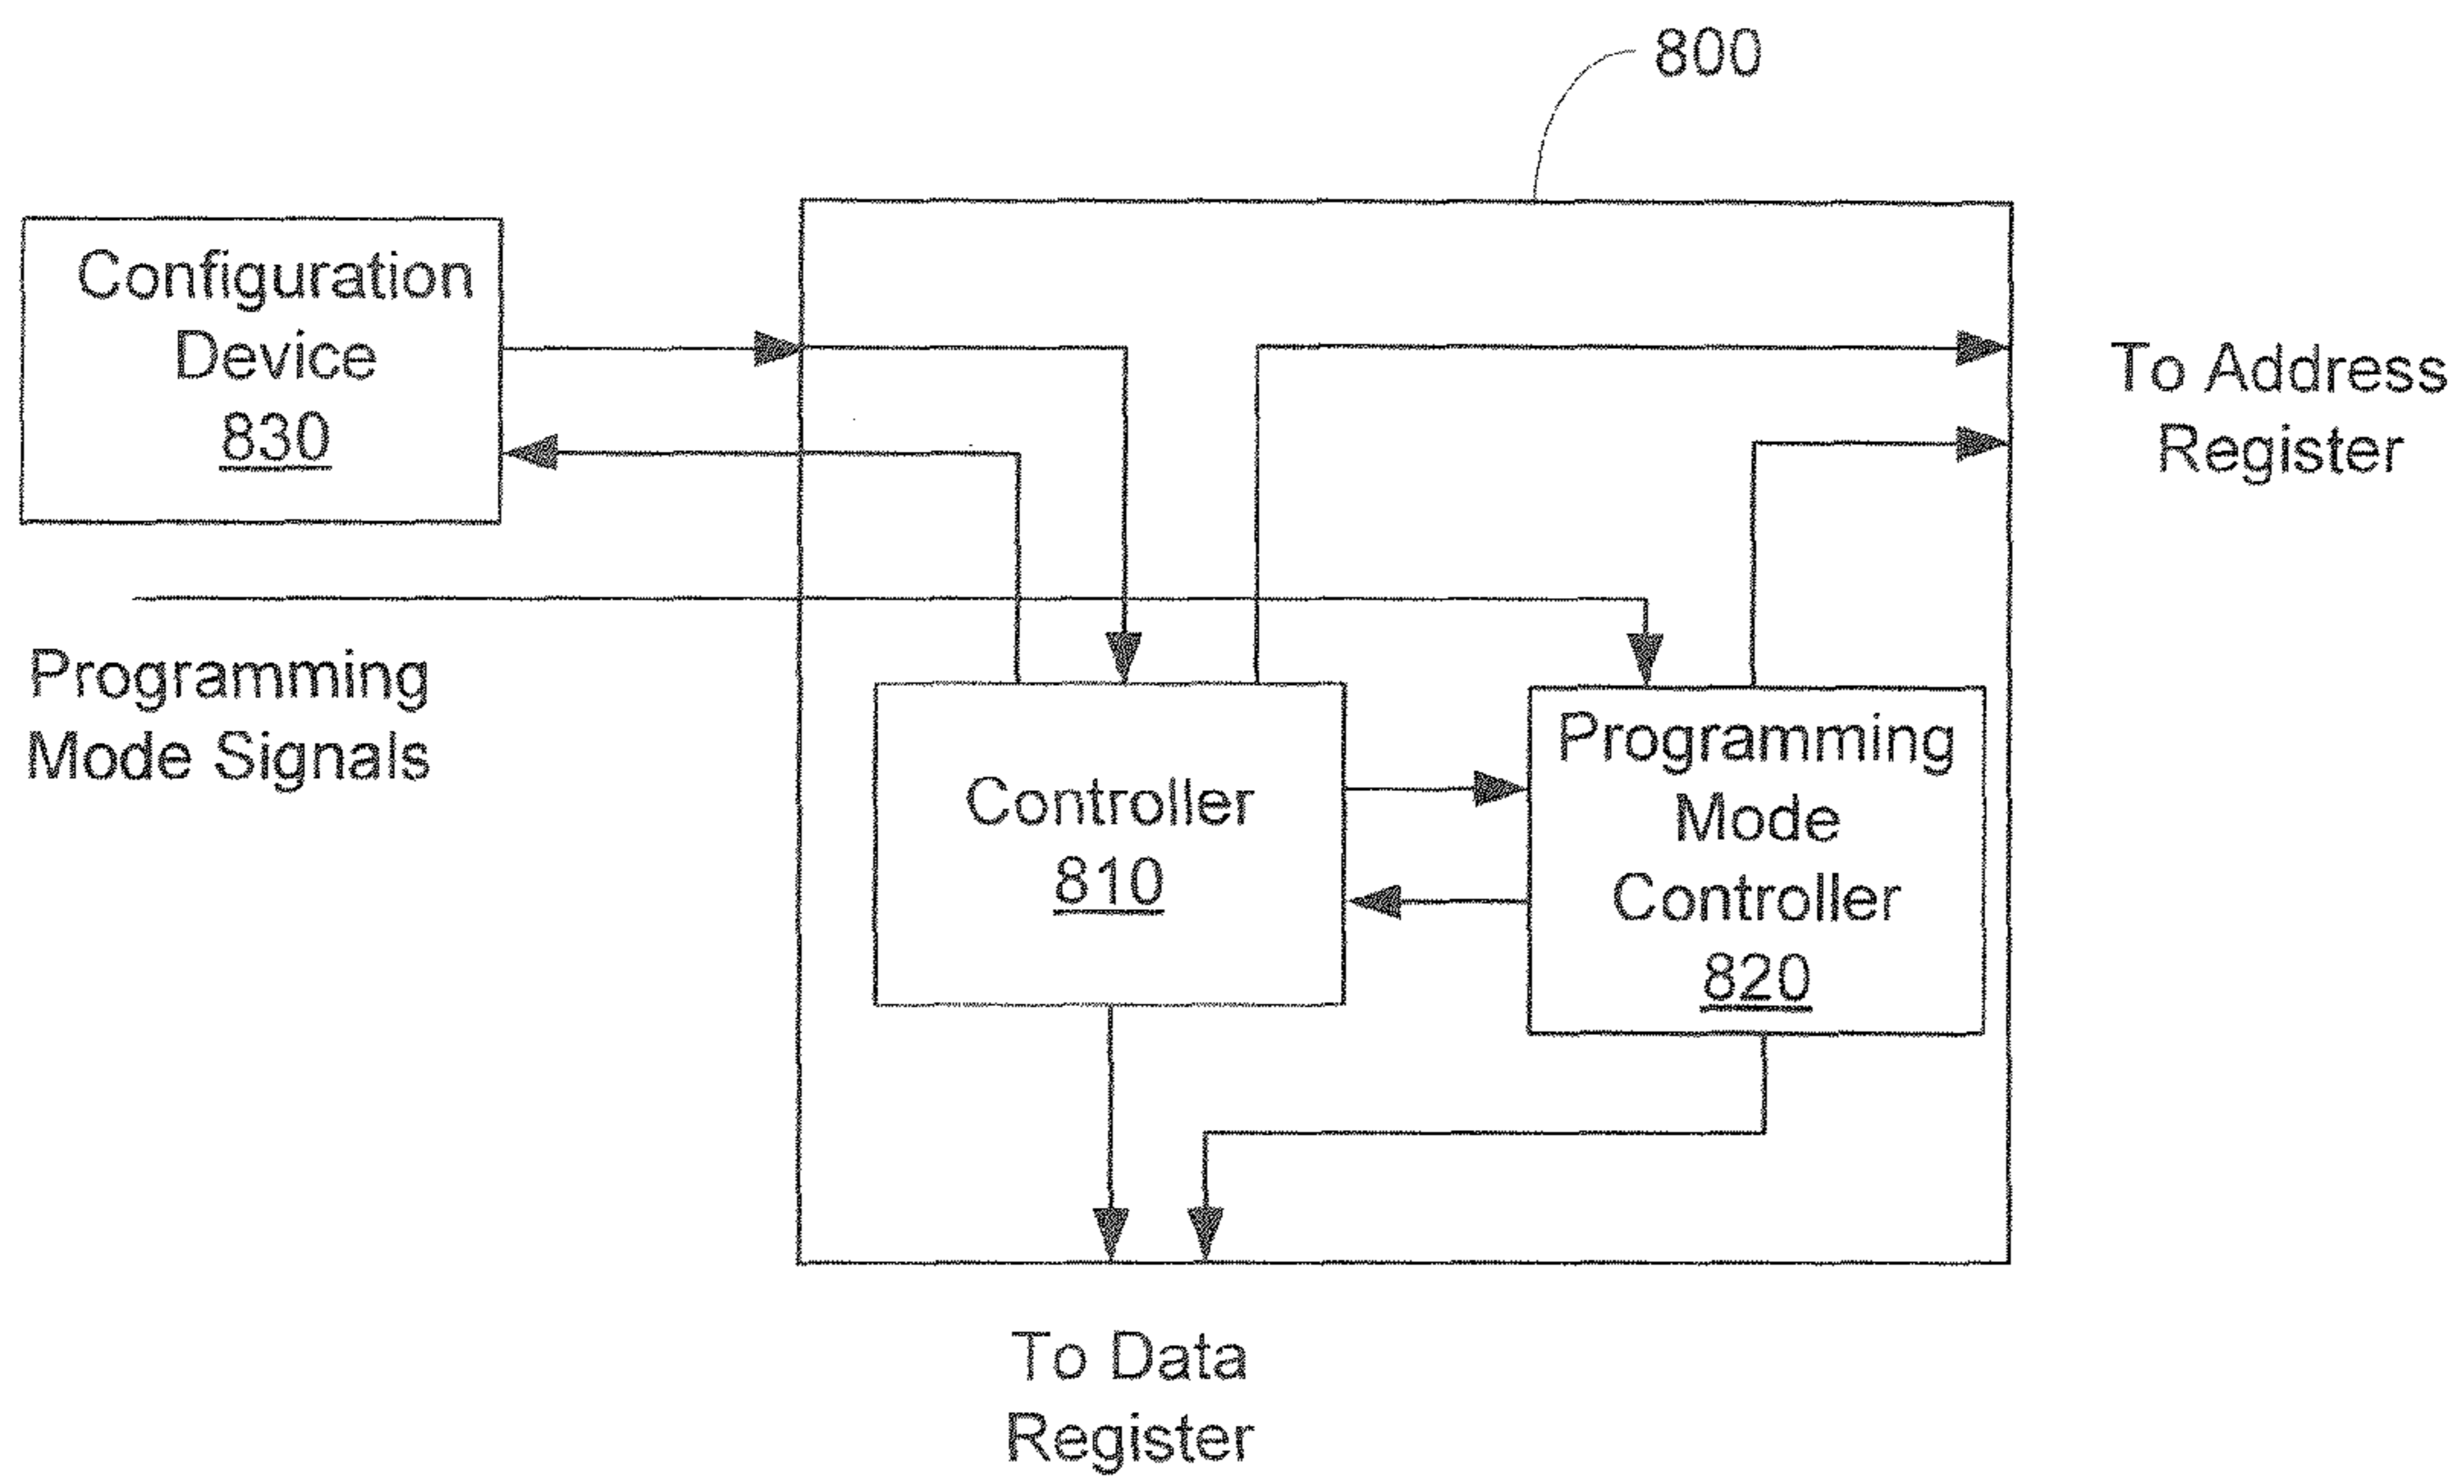 800
Configuration
Device
830
To Address
Register
Programming
Mode Signals
Controller
810
Programming
Mode
Controller
820
To Data
Register